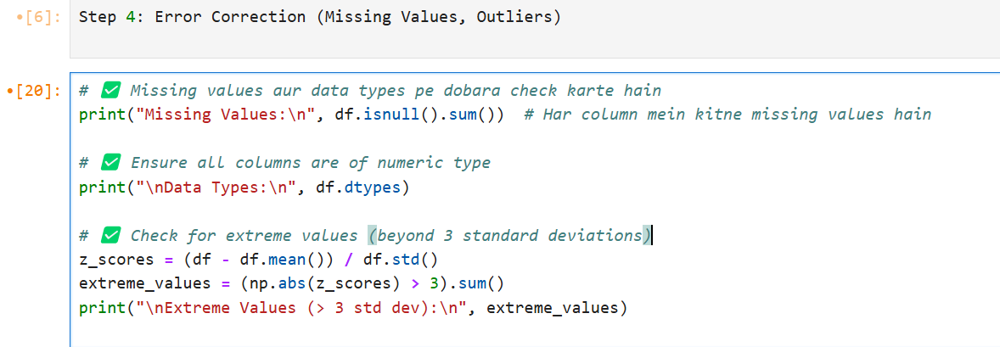 •[6]: Step 4: Error Correction (Missing Values, Outliers)
•[20]: # ✅ Missing values aur data types pe dobara check karte hain
print("Missing Values:\n", df.isnull().sum())  # Har column mein kitne missing values hain
# ✅ Ensure all columns are of numeric type
print("\nData Types:\n", df.dtypes)
# ✅ Check for extreme values (beyond 3 standard deviations)
z_scores = (df - df.mean()) / df.std()
extreme_values = (np.abs(z_scores) > 3).sum()
print("\nExtreme Values (> 3 std dev):\n", extreme_values)